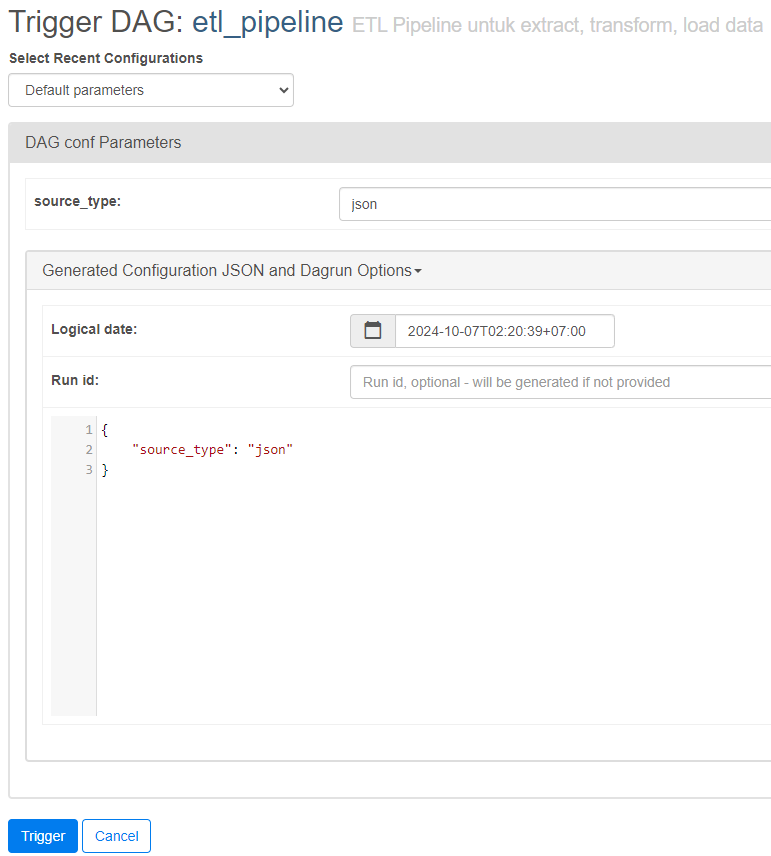 Trigger DAG: etl_pipeline ETL Pipeline untuk extract, transform, load data
Select Recent Configurations
Default parameters
DAG conf Parameters
source_type:
json
Generated Configuration JSON and Dagrun Options
Logical date:
2024-10-07T02:20:39+07:00
Run id:
Run id, optional - will be generated if not provided
1 {
2 "source_type": "json"
3 }
Trigger
Cancel